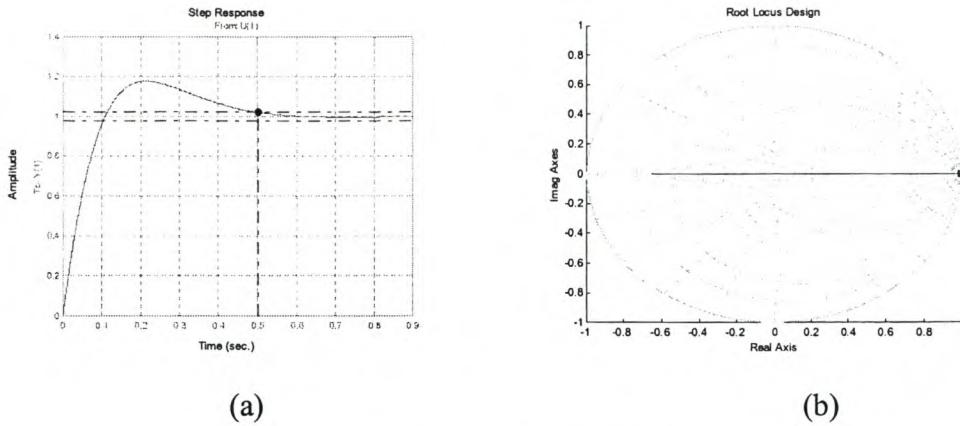 Step Response
From: U(1)
Amplitude
To: Y(1)
1.4
1.2
1
0.8
0.6
0.4
0.2
0
0 0.1 0.2 0.3 0.4 0.5 0.6 0.7 0.8 0.9
Time (sec.)
(a)
Root Locus Design
Imag Axes
1
0.8
0.6
0.4
0.2
0
-0.2
-0.4
-0.6
-0.8
-1
-1 -0.8 -0.6 -0.4 -0.2 0 0.2 0.4 0.6 0.8
Real Axis
(b)